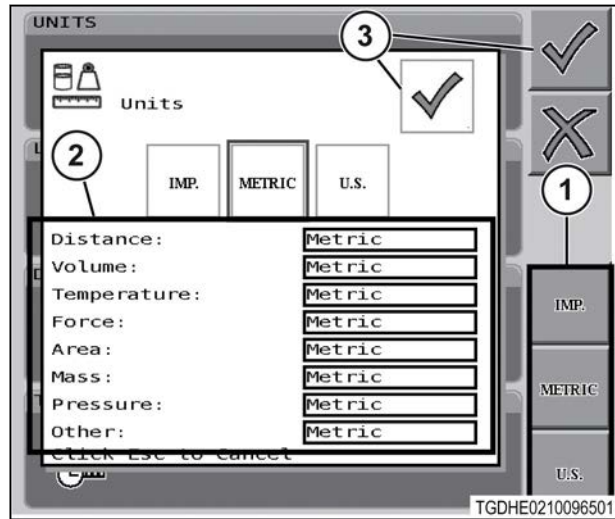 UNITS
3
Units
2
IMP.
METRIC
U.S.
1
Distance: Metric
Volume: Metric
Temperature: Metric
Force: Metric
Area: Metric
Mass: Metric
Pressure: Metric
Other: Metric
Click Esc to Cancel
IMP.
METRIC
U.S.
TGDHE0210096501